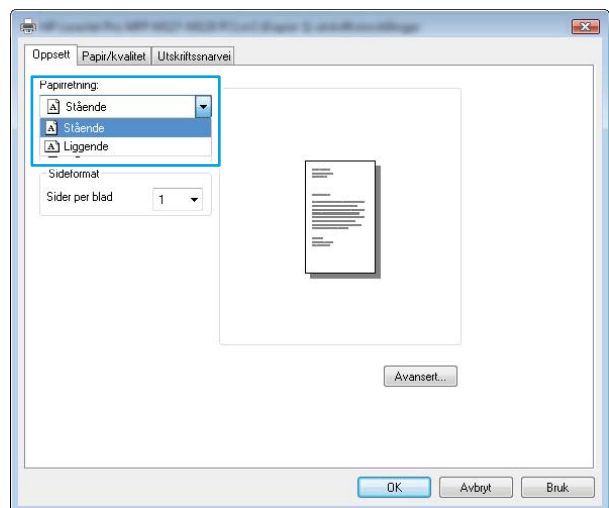 Oppsett Papir/kvalitet Utskriftssnarvei
Papirretning:
Stående
Stående
Liggende
Sideformat
Sider per blad 1
Avansert...
OK Avbryt Bruk